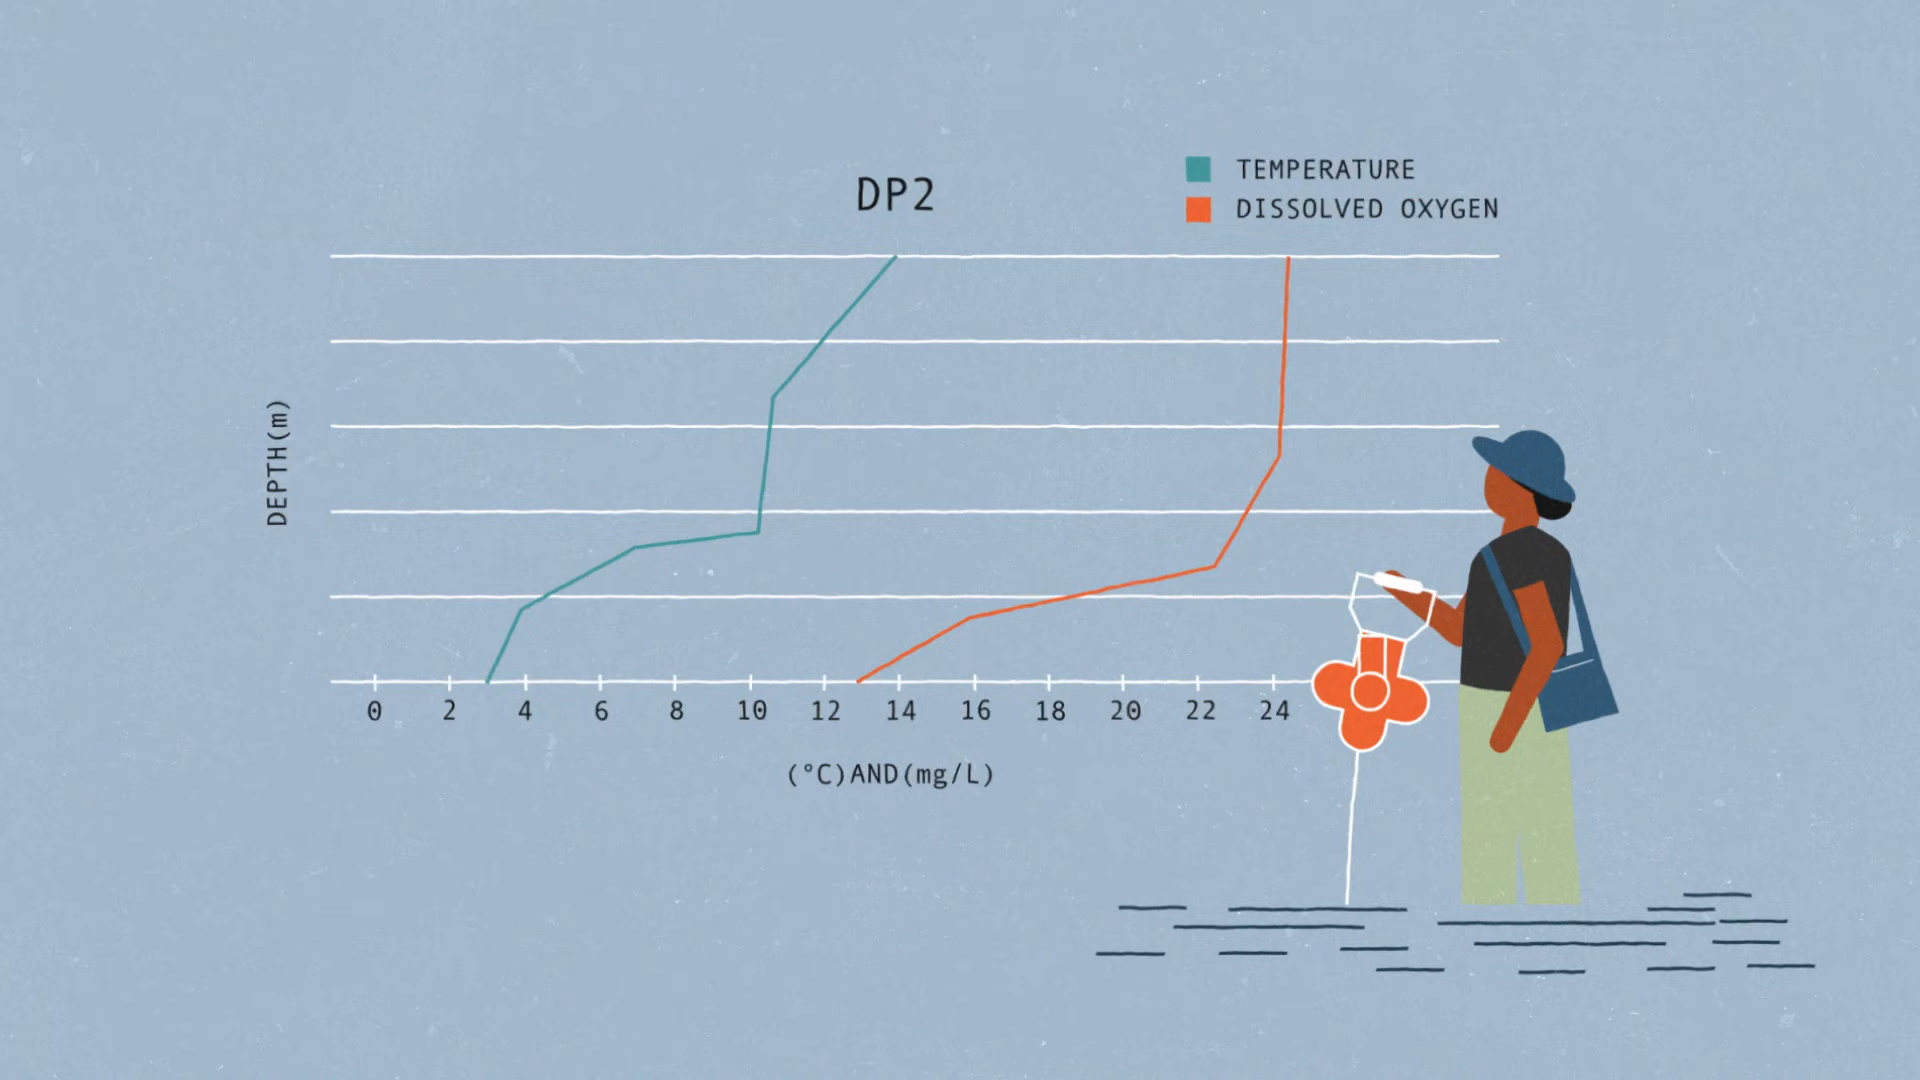 DP2
TEMPERATURE
DISSOLVED OXYGEN
DEPTH(m)
0 2 4 6 8 10 12 14 16 18 20 22 24
(°C)AND(mg/L)